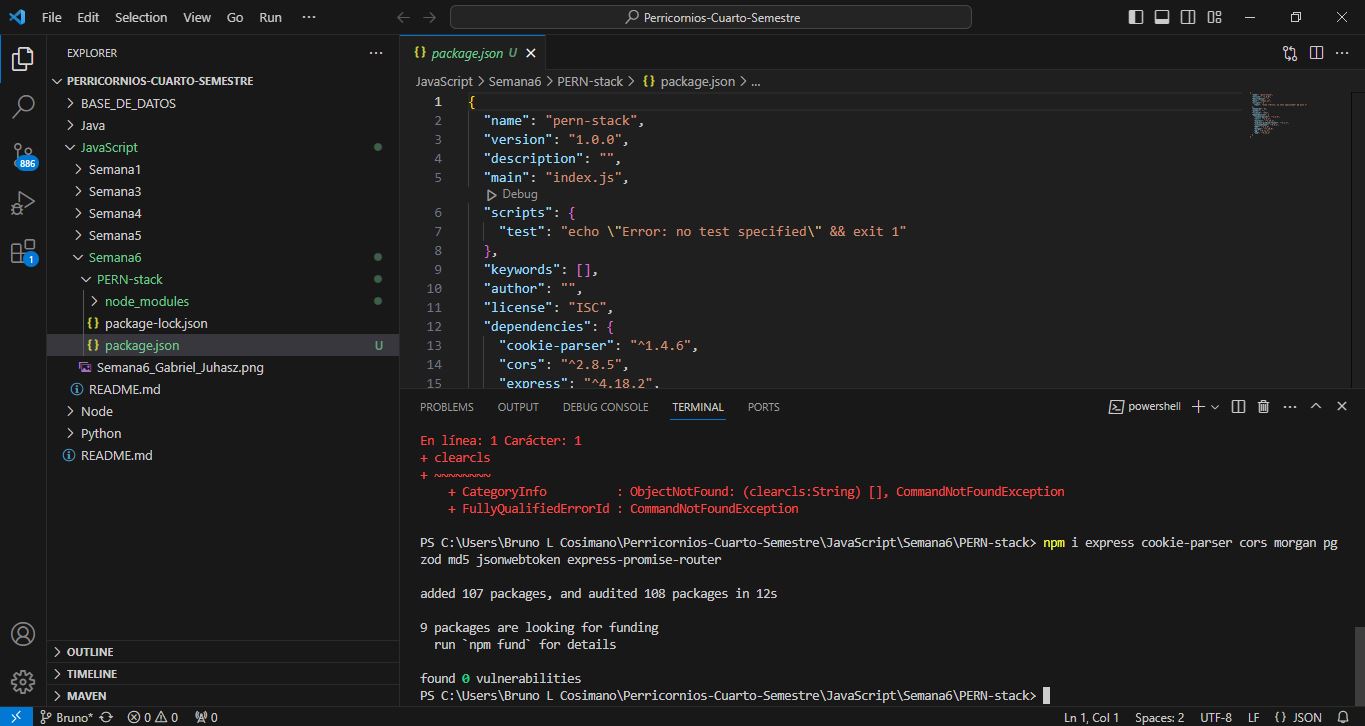 File Edit Selection View Go Run ···
Perricornios-Cuarto-Semestre
EXPLORER
PERRICORNIOS-CUARTO-SEMESTRE
BASE_DE_DATOS
Java
JavaScript
Semana1
Semana3
Semana4
Semana5
Semana6
PERN-stack
node_modules
{} package-lock.json
{} package.json U
Semana6_Gabriel_Juhasz.png
README.md
Node
Python
README.md
OUTLINE
TIMELINE
MAVEN
886
1
{} package.json U
JavaScript > Semana6 > PERN-stack > {} package.json > ...
1 {
2 "name": "pern-stack",
3 "version": "1.0.0",
4 "description": "",
5 "main": "index.js",
Debug
6 "scripts": {
7 "test": "echo \"Error: no test specified\" && exit 1"
8 },
9 "keywords": [],
10 "author": "",
11 "license": "ISC",
12 "dependencies": {
13 "cookie-parser": "^1.4.6",
14 "cors": "^2.8.5",
15 "express": "^4.18.2",
PROBLEMS OUTPUT DEBUG CONSOLE TERMINAL PORTS
powershell
En línea: 1 Carácter: 1
+ clearcls
+ ~~~~~~~~
+ CategoryInfo : ObjectNotFound: (clearcls:String) [], CommandNotFoundException
+ FullyQualifiedErrorId : CommandNotFoundException
PS C:\Users\Bruno L Cosimano\Perricornios-Cuarto-Semestre\JavaScript\Semana6\PERN-stack> npm i express cookie-parser cors morgan pg
zod md5 jsonwebtoken express-promise-router
added 107 packages, and audited 108 packages in 12s
9 packages are looking for funding
run `npm fund` for details
found 0 vulnerabilities
PS C:\Users\Bruno L Cosimano\Perricornios-Cuarto-Semestre\JavaScript\Semana6\PERN-stack>
Bruno* 0 0 0 Ln 1, Col 1 Spaces: 2 UTF-8 LF {} JSON